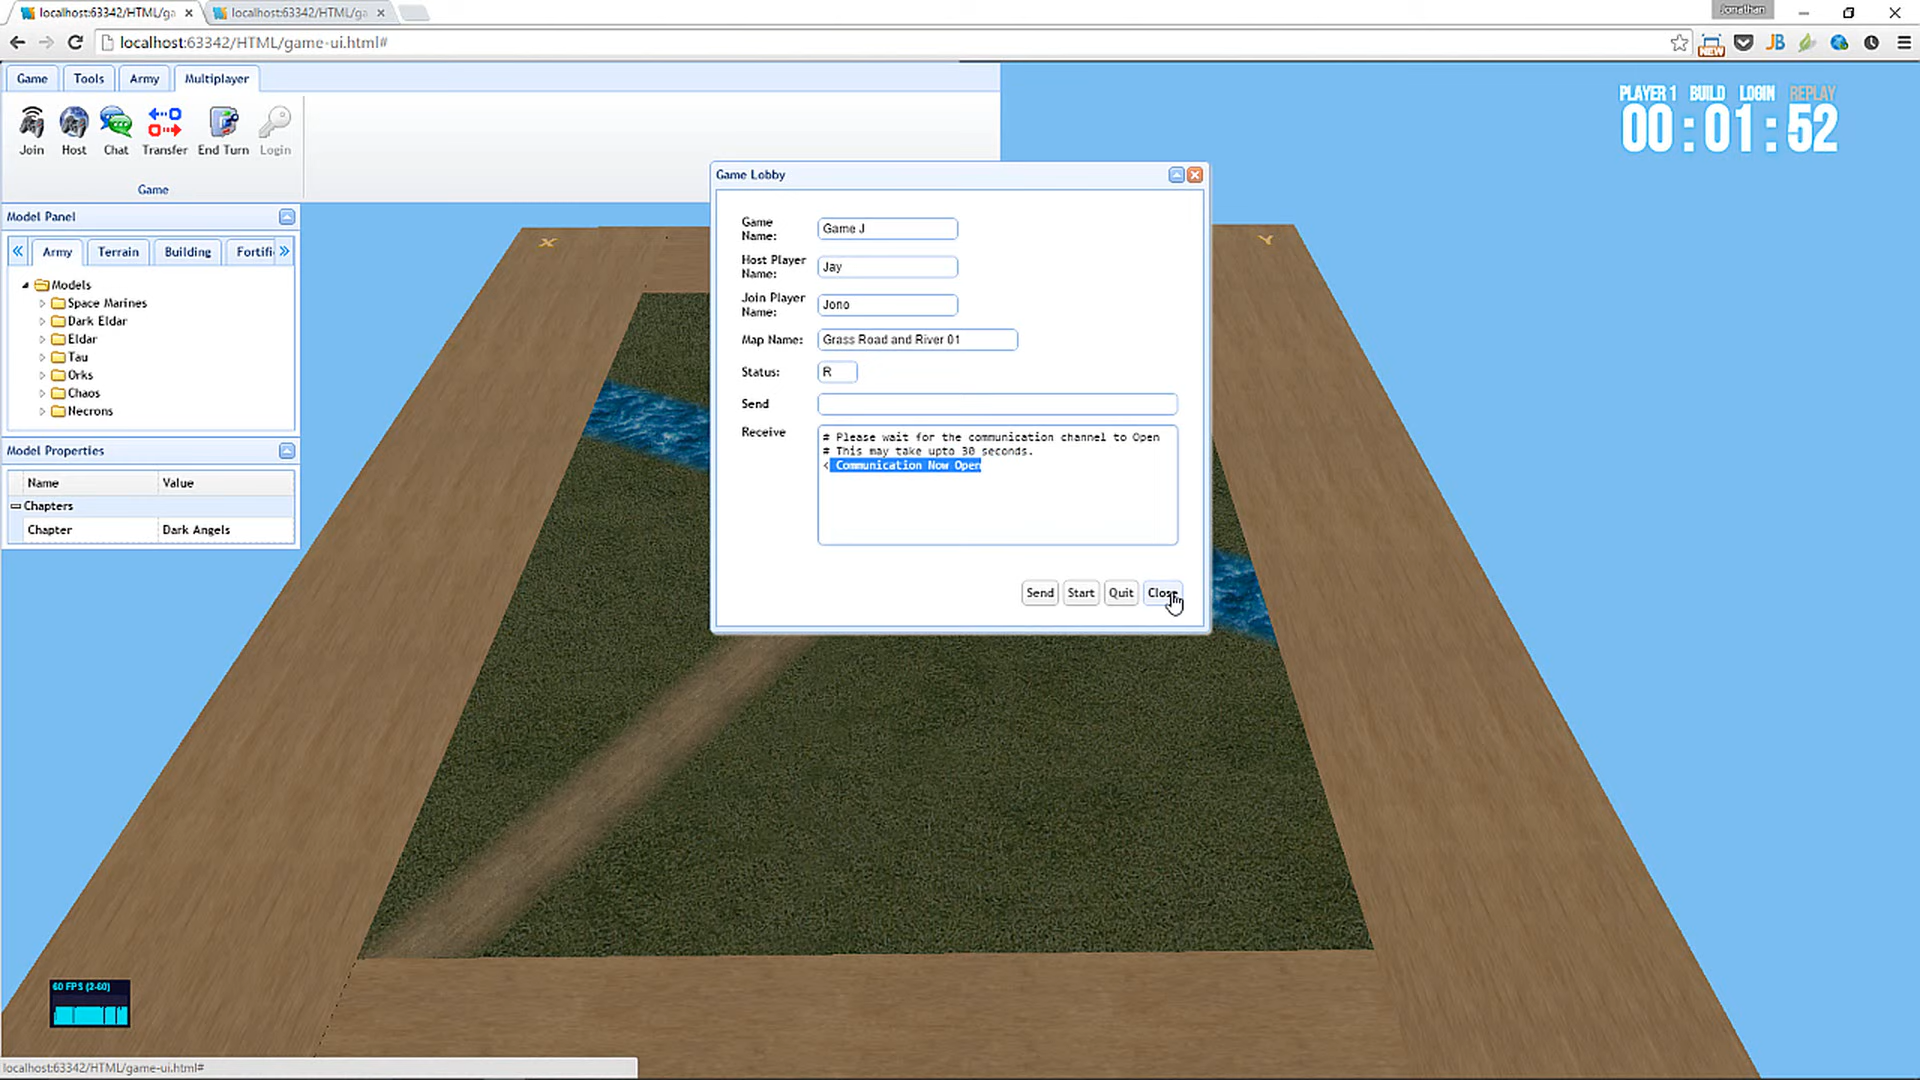 localhost:63342/HTML/ga
localhost:63342/HTML/ga
Jonathan
localhost:63342/HTML/game-ui.html#
NEW
JB
Game Tools Army Multiplayer
Join Host Chat Transfer End Turn Login
Game
PLAYER 1 BUILD LOGIN REPLAY
00:01:52
Model Panel
Army Terrain Building Fortifi
Models
Space Marines
Dark Eldar
Eldar
Tau
Orks
Chaos
Necrons
Model Properties
Name Value
Chapters
Chapter Dark Angels
X
Y
Game Lobby
Game
Name: Game J
Host Player
Name: Jay
Join Player
Name: Jono
Map Name: Grass Road and River 01
Status: R
Send
Receive
# Please wait for the communication channel to Open
# This may take upto 30 seconds.
< Communication Now Open
Send Start Quit Close
60 FPS (2-60)
localhost:63342/HTML/game-ui.html#